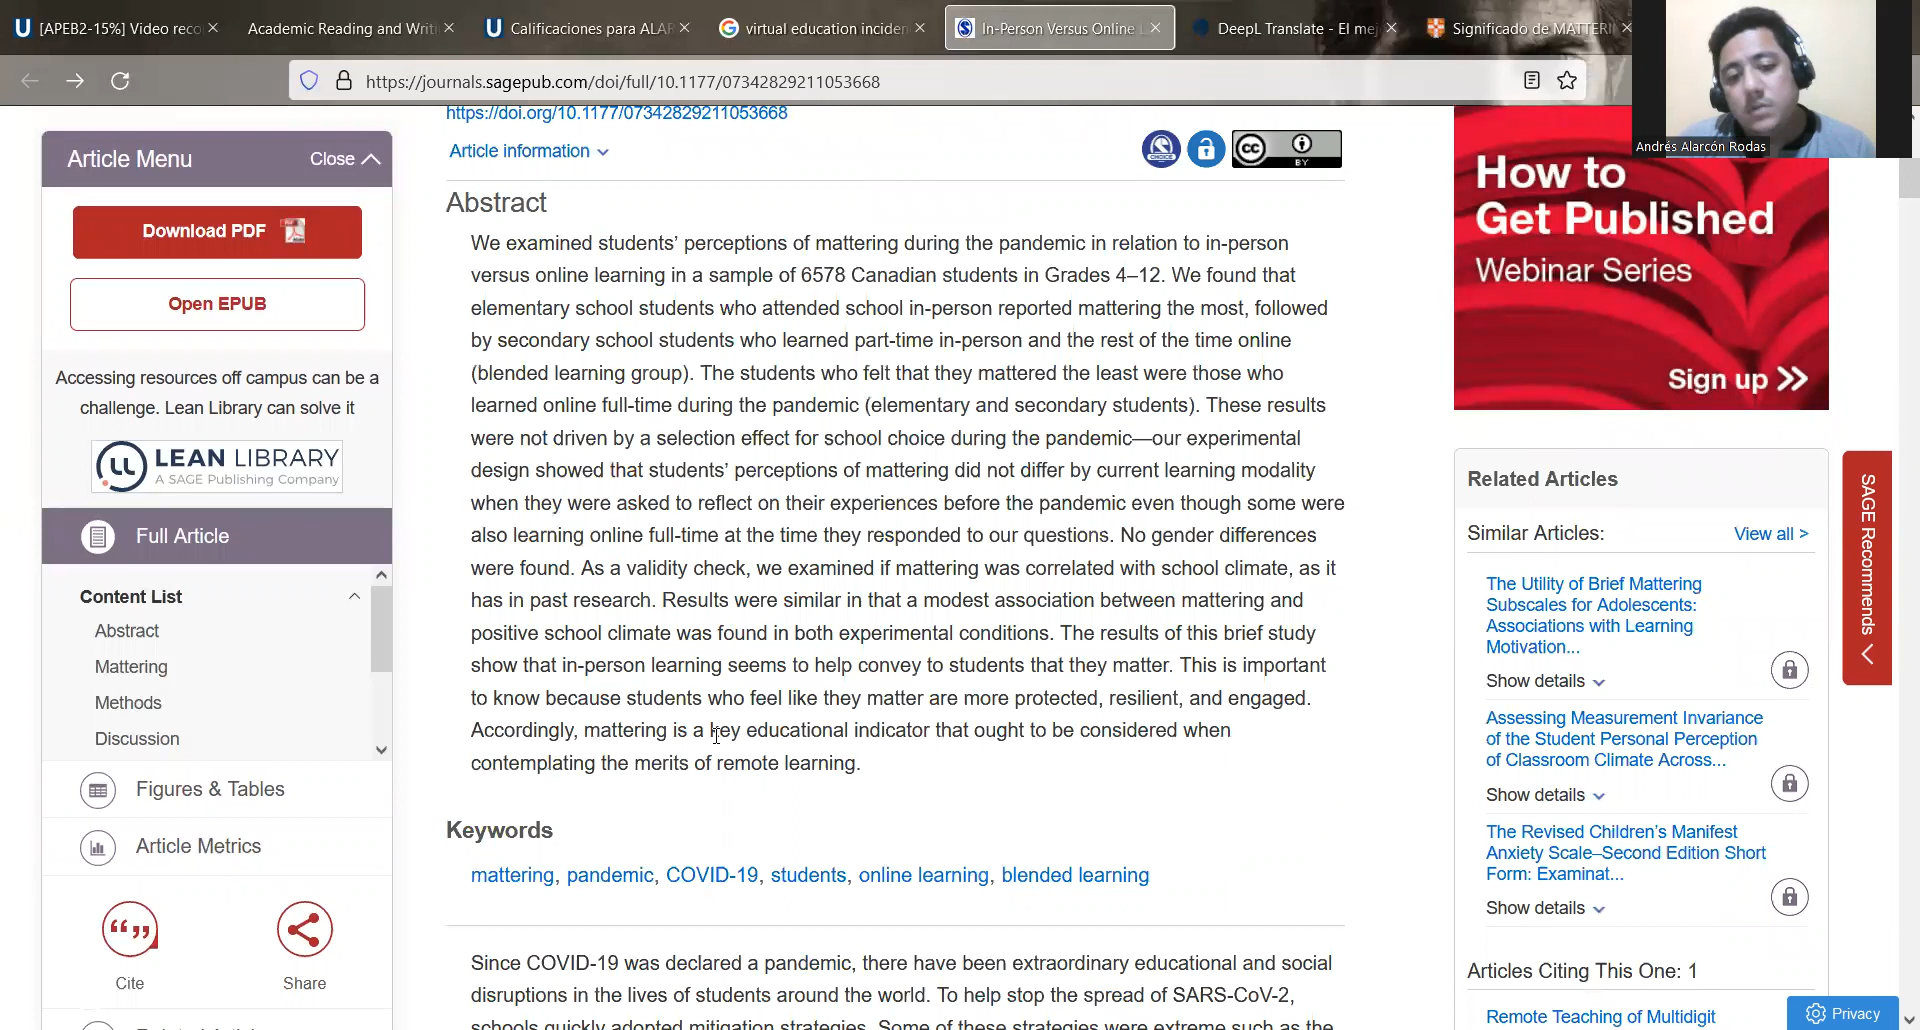 [APEB2-15%] Video reco
Academic Reading and Writi
Calificaciones para ALAR
virtual education inciden
In-Person Versus Online L
DeepL Translate - El mej
Significado de MATTERIN
https://journals.sagepub.com/doi/full/10.1177/07342829211053668
Andrés Alarcón Rodas
Article Menu
Close
Download PDF
Open EPUB
Accessing resources off campus can be a
challenge. Lean Library can solve it
LEAN LIBRARY
A SAGE Publishing Company
Full Article
Content List
Abstract
Mattering
Methods
Discussion
Figures & Tables
Article Metrics
Cite
Share
https://doi.org/10.1177/07342829211053668
Article information
CHOICE
cc
BY
Abstract
We examined students’ perceptions of mattering during the pandemic in relation to in-person
versus online learning in a sample of 6578 Canadian students in Grades 4–12. We found that
elementary school students who attended school in-person reported mattering the most, followed
by secondary school students who learned part-time in-person and the rest of the time online
(blended learning group). The students who felt that they mattered the least were those who
learned online full-time during the pandemic (elementary and secondary students). These results
were not driven by a selection effect for school choice during the pandemic—our experimental
design showed that students’ perceptions of mattering did not differ by current learning modality
when they were asked to reflect on their experiences before the pandemic even though some were
also learning online full-time at the time they responded to our questions. No gender differences
were found. As a validity check, we examined if mattering was correlated with school climate, as it
has in past research. Results were similar in that a modest association between mattering and
positive school climate was found in both experimental conditions. The results of this brief study
show that in-person learning seems to help convey to students that they matter. This is important
to know because students who feel like they matter are more protected, resilient, and engaged.
Accordingly, mattering is a key educational indicator that ought to be considered when
contemplating the merits of remote learning.
Keywords
mattering, pandemic, COVID-19, students, online learning, blended learning
Since COVID-19 was declared a pandemic, there have been extraordinary educational and social
disruptions in the lives of students around the world. To help stop the spread of SARS-CoV-2,
schools quickly adopted mitigation strategies. Some of these strategies were extreme such as the
How to
Get Published
Webinar Series
Sign up
Related Articles
Similar Articles:
View all >
The Utility of Brief Mattering
Subscales for Adolescents:
Associations with Learning
Motivation...
Show details
Assessing Measurement Invariance
of the Student Personal Perception
of Classroom Climate Across...
Show details
The Revised Children’s Manifest
Anxiety Scale–Second Edition Short
Form: Examinat...
Show details
Articles Citing This One: 1
Remote Teaching of Multidigit
SAGE Recommends
Privacy